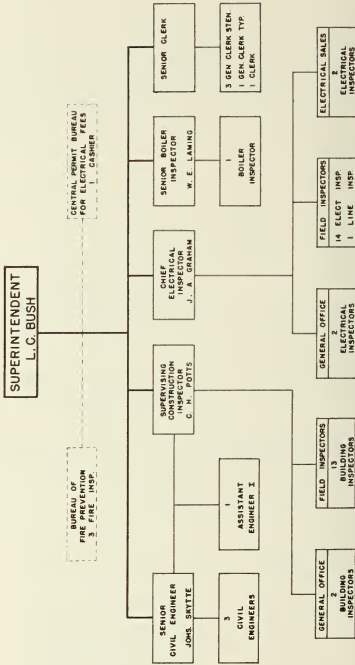 SUPERINTENDENT
L.C. BUSH
BUREAU OF
FIRE PREVENTION
3 FIRE INSP.
CENTRAL PERMIT BUREAU
FOR ELECTRICAL FEES
1 CASHIER
SENIOR
CIVIL ENGINEER
JOHS. SKYTTE
SUPERVISING
CONSTRUCTION
INSPECTOR
C. H. POTTS
CHIEF
ELECTRICAL
INSPECTOR
J. A GRAHAM
SENIOR BOILER
INSPECTOR
W. E. LAMING
SENIOR CLERK
3
CIVIL
ENGINEERS
1
ASSISTANT
ENGINEER I
1
BOILER
INSPECTOR
3 GEN CLERK STEN.
1 GEN. CLERK TYP.
1 CLERK
GENERAL OFFICE
2
BUILDING
INSPECTORS
FIELD INSPECTORS
13
BUILDING
INSPECTORS
GENERAL OFFICE
2
ELECTRICAL
INSPECTORS
FIELD INSPECTORS
14 ELECT INSP.
1 LINE INSP.
ELECTRICAL SALES
2
ELECTRICAL
INSPECTORS